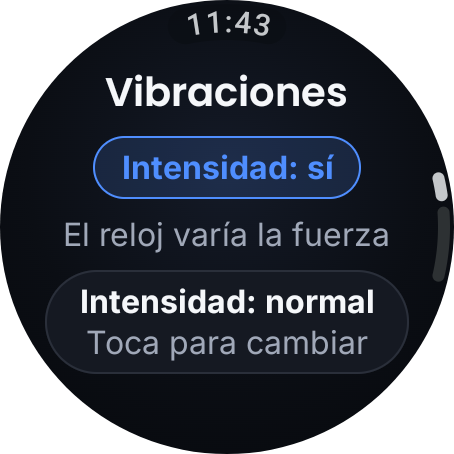 11:43
Vibraciones
Intensidad: sí
El reloj varía la fuerza
Intensidad: normal
Toca para cambiar